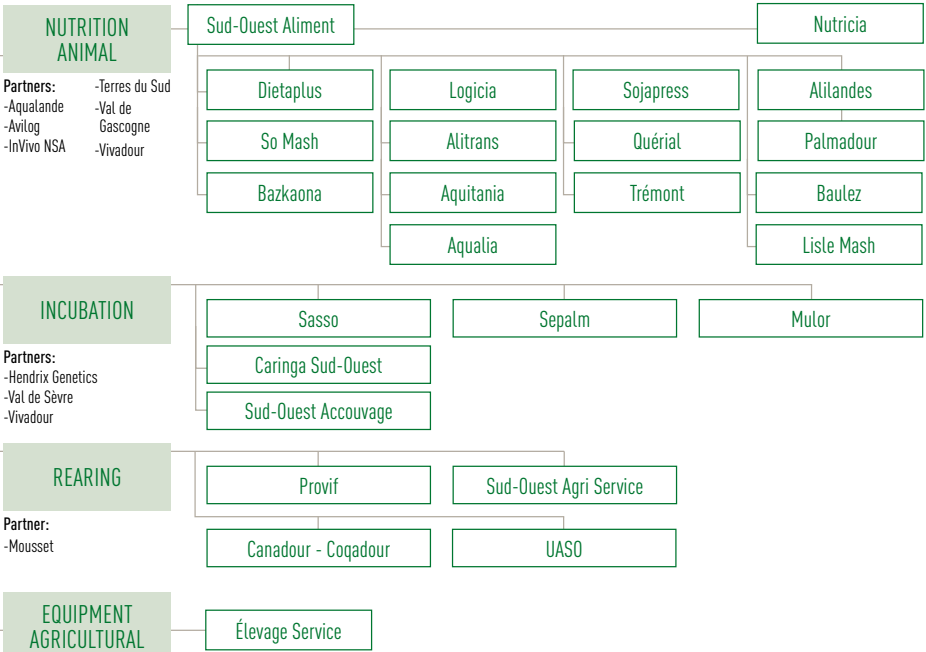 NUTRITION
ANIMAL
Sud-Ouest Aliment
Nutricia
Partners:
-Aqualande
-Avilog
-InVivo NSA
-Terres du Sud
-Val de
Gascogne
-Vivadour
Dietaplus
Logicia
Sojapress
Alilandes
So Mash
Alitrans
Quérial
Palmadour
Bazkaona
Aquitania
Trémont
Baulez
Aqualia
Lisle Mash
INCUBATION
Partners:
-Hendrix Genetics
-Val de Sèvre
-Vivadour
Sasso
Sepalm
Mulor
Caringa Sud-Ouest
Sud-Ouest Accouvage
REARING
Partner:
-Mousset
Provif
Sud-Ouest Agri Service
Canadour - Coqadour
UASO
EQUIPMENT
AGRICULTURAL
Élevage Service